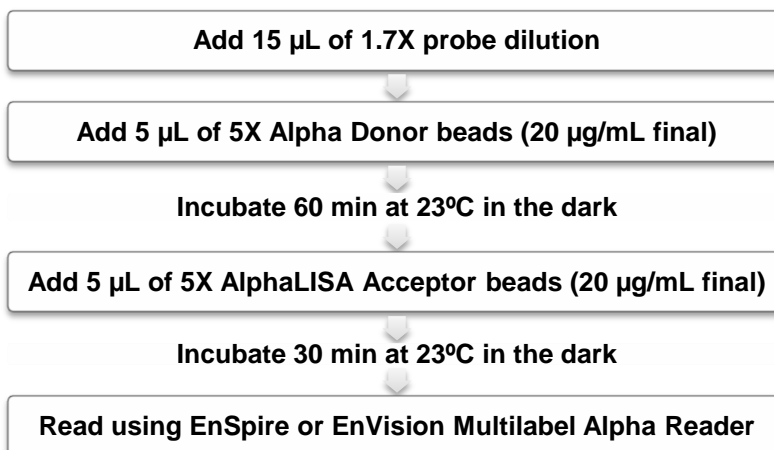 Add 15 µL of 1.7X probe dilution
Add 5 µL of 5X Alpha Donor beads (20 µg/mL final)
Incubate 60 min at 23ºC in the dark
Add 5 µL of 5X AlphaLISA Acceptor beads (20 µg/mL final)
Incubate 30 min at 23ºC in the dark
Read using EnSpire or EnVision Multilabel Alpha Reader